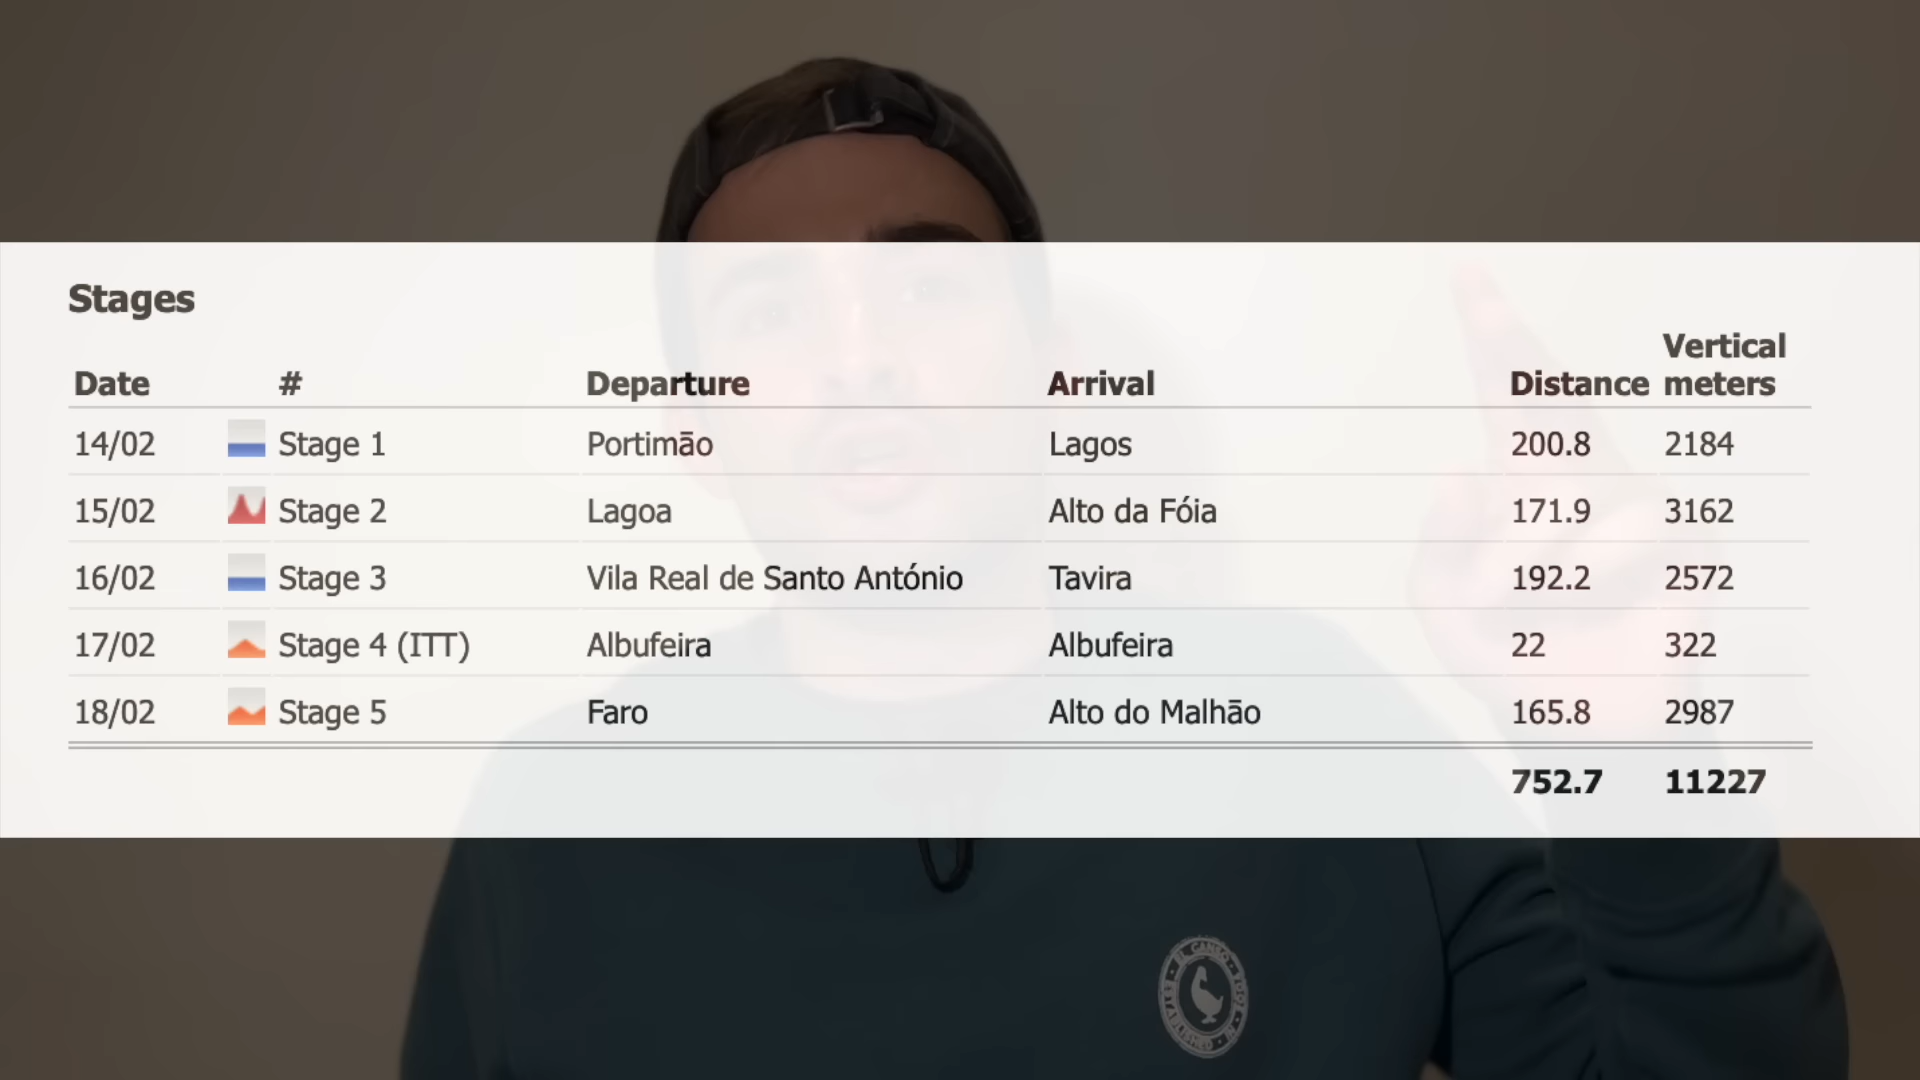 Stages
Date # Departure Arrival Distance Vertical meters
14/02 Stage 1 Portimão Lagos 200.8 2184
15/02 Stage 2 Lagoa Alto da Fóia 171.9 3162
16/02 Stage 3 Vila Real de Santo António Tavira 192.2 2572
17/02 Stage 4 (ITT) Albufeira Albufeira 22 322
18/02 Stage 5 Faro Alto do Malhão 165.8 2987
752.7 11227
EL GANSO
ESTABLISHED